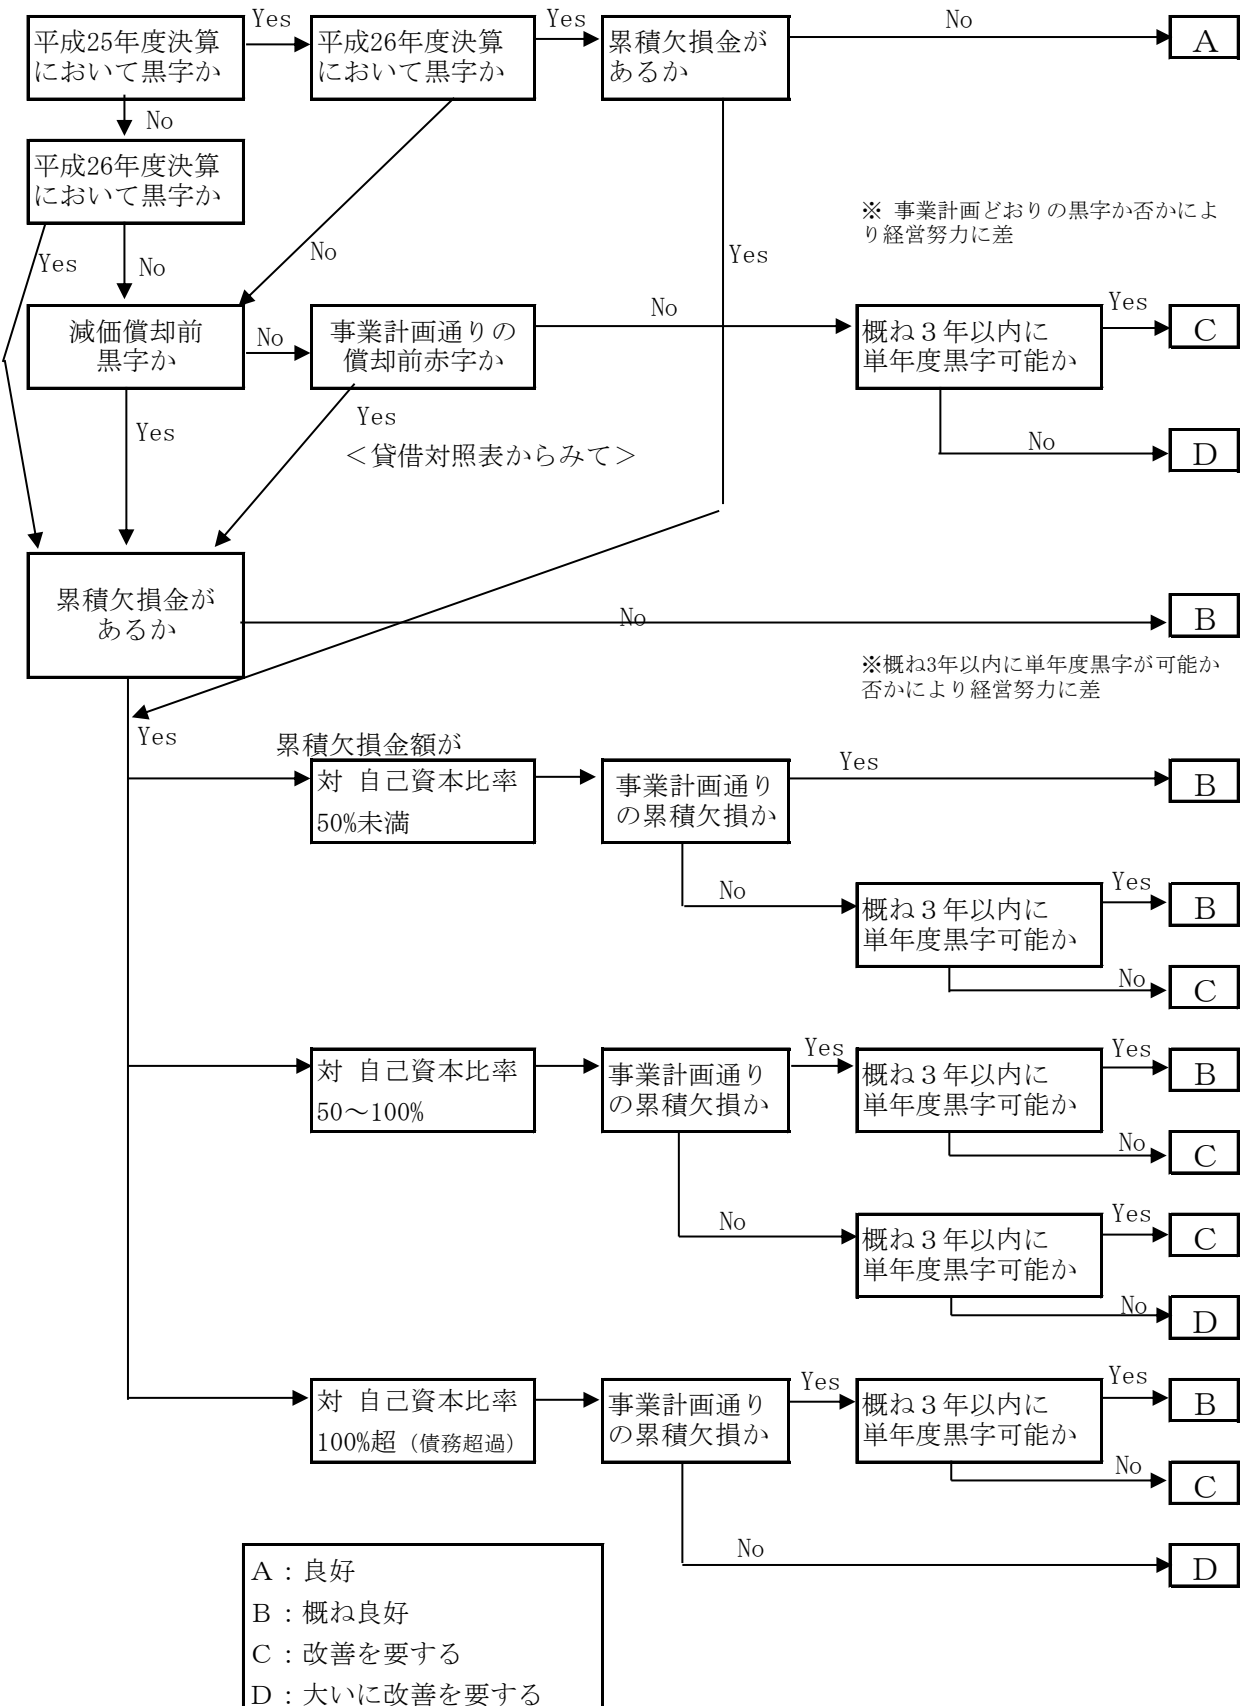 Yes
Yes
No
平成25年度決算
において黒字か
平成26年度決算
において黒字か
累積欠損金が
あるか
A
No
平成26年度決算
において黒字か
※ 事業計画どおりの黒字か否かによ
り経営努力に差
Yes
No
No
Yes
減価償却前
黒字か
No
事業計画通りの
償却前赤字か
No
概ね３年以内に
単年度黒字可能か
Yes
C
Yes
Yes
＜貸借対照表からみて＞
No
D
累積欠損金が
あるか
No
B
※概ね3年以内に単年度黒字が可能か
否かにより経営努力に差
Yes
累積欠損金額が
対 自己資本比率
50%未満
事業計画通り
の累積欠損か
Yes
B
No
概ね３年以内に
単年度黒字可能か
Yes
B
No
C
対 自己資本比率
50～100%
事業計画通り
の累積欠損か
Yes
概ね３年以内に
単年度黒字可能か
Yes
B
No
C
No
概ね３年以内に
単年度黒字可能か
Yes
C
No
D
対 自己資本比率
100%超（債務超過）
事業計画通り
の累積欠損か
Yes
概ね３年以内に
単年度黒字可能か
Yes
B
No
C
No
D
A：良好
B：概ね良好
C：改善を要する
D：大いに改善を要する